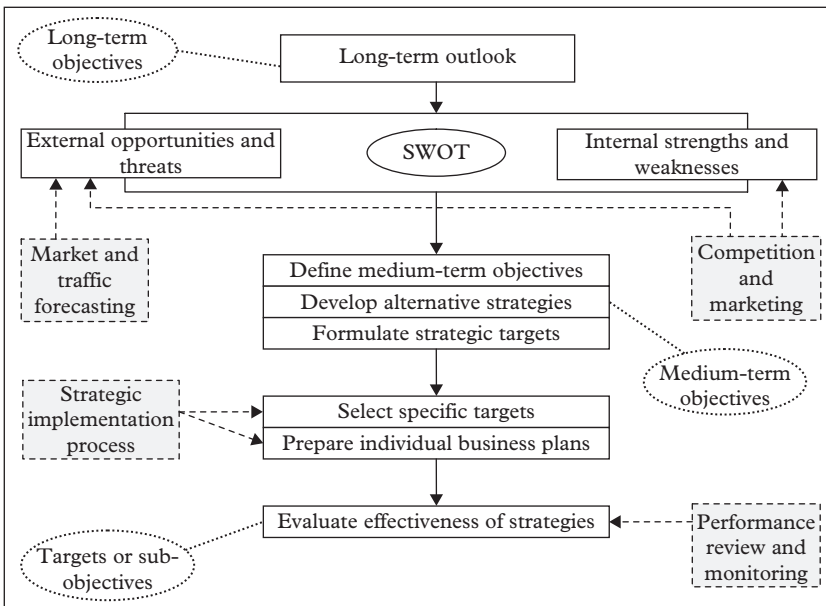 Long-term
objectives
Long-term outlook
External opportunities and
threats
SWOT
Internal strengths and
weaknesses
Market and
traffic
forecasting
Competition
and
marketing
Define medium-term objectives
Develop alternative strategies
Formulate strategic targets
Medium-term
objectives
Strategic
implementation
process
Select specific targets
Prepare individual business plans
Evaluate effectiveness of strategies
Performance
review and
monitoring
Targets or sub-
objectives